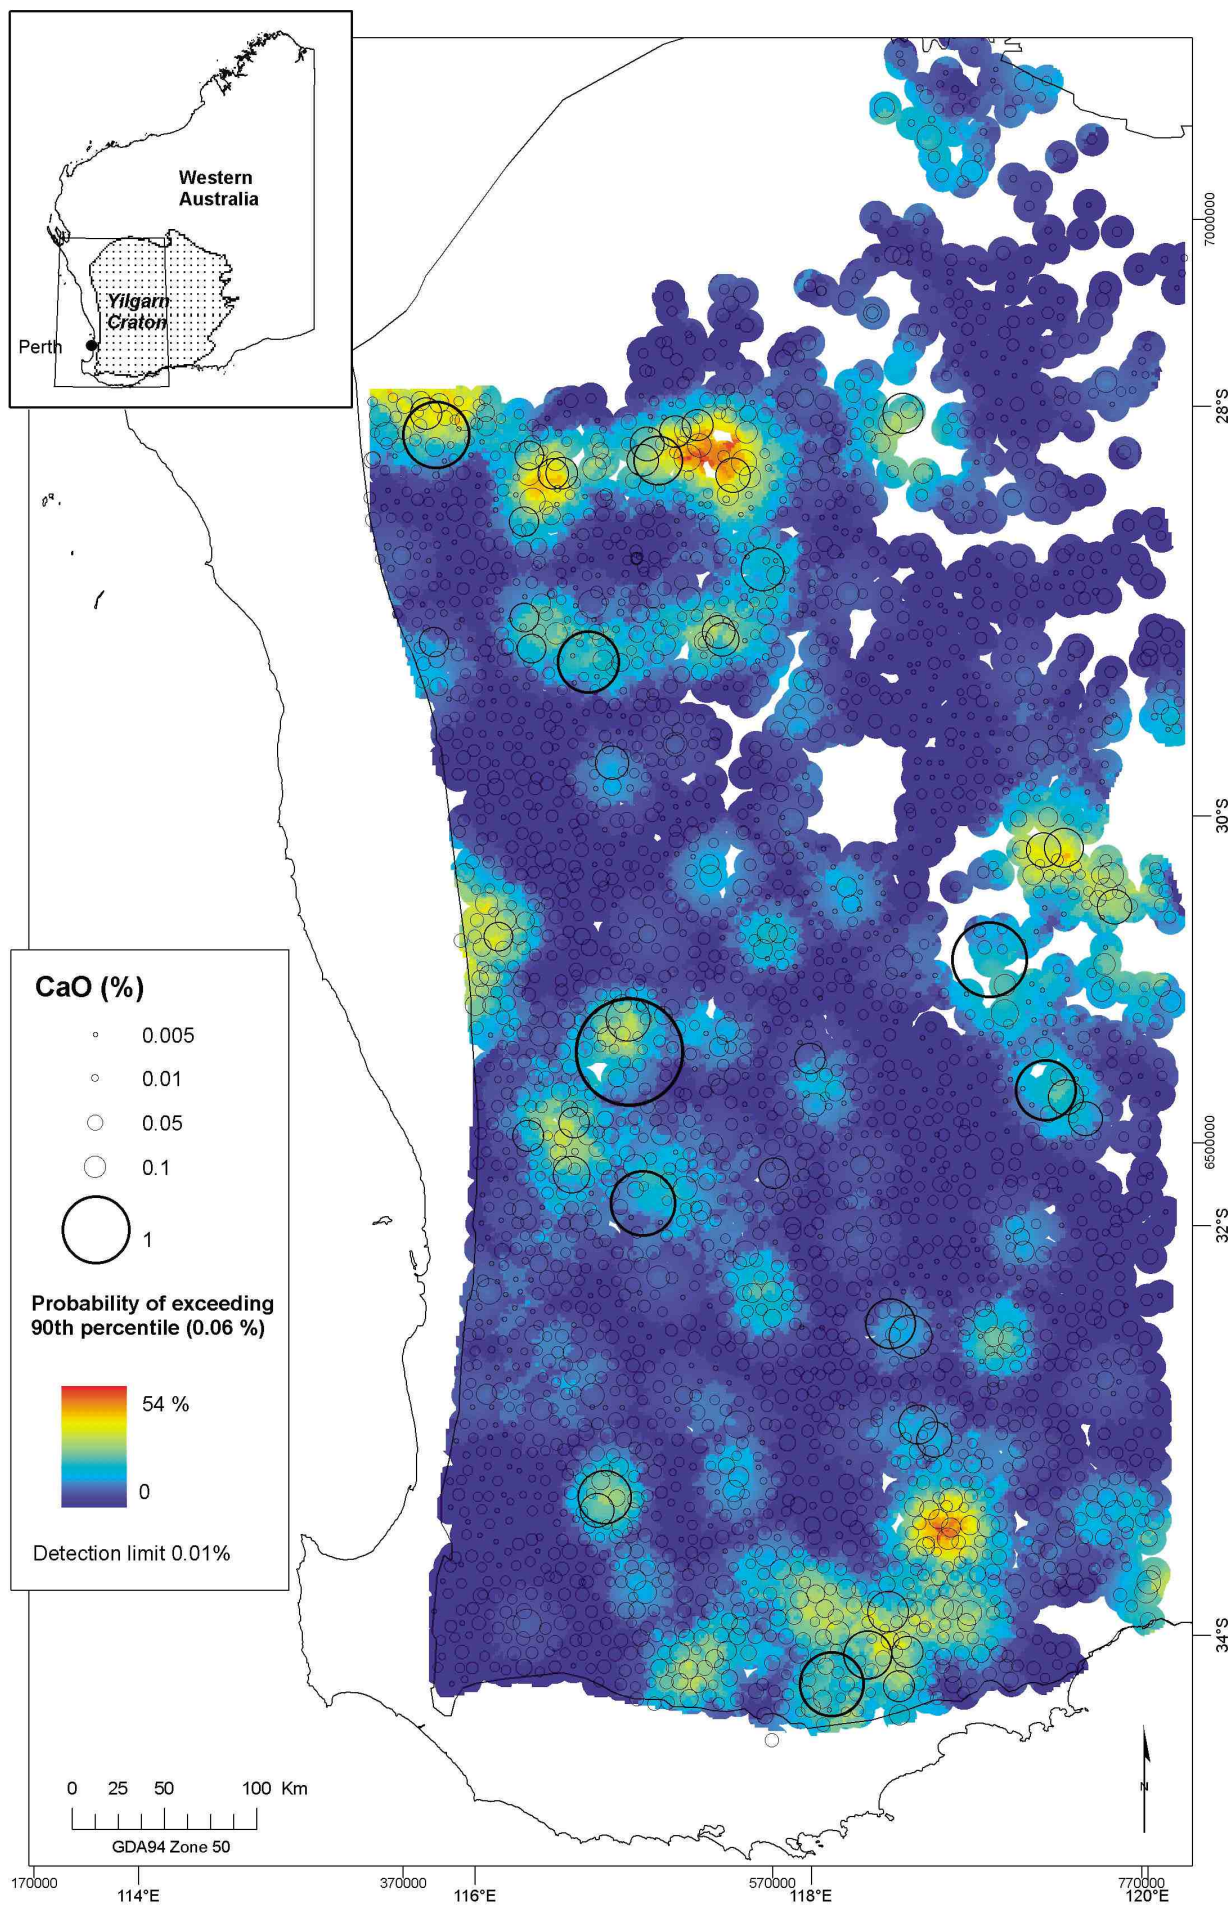 Western
Australia
Yilgarn
Craton
Perth
7000000
28°S
30°S
6500000
32°S
34°S
CaO (%)
0.005
0.01
0.05
0.1
1
Probability of exceeding
90th percentile (0.06 %)
54 %
0
Detection limit 0.01%
0 25 50 100 Km
GDA94 Zone 50
N
170000 370000 570000 770000
114°E 116°E 118°E 120°E